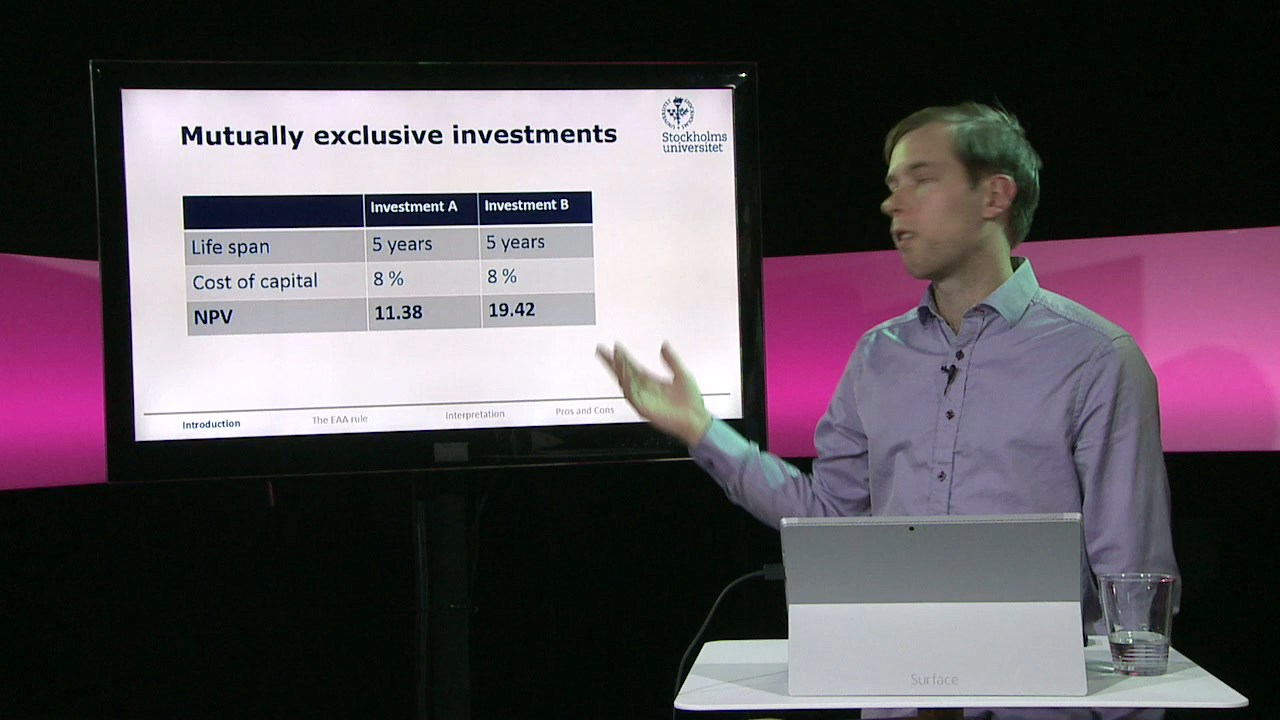 Mutually exclusive investments
Stockholms
universitet
Investment A Investment B
Life span 5 years 5 years
Cost of capital 8 % 8 %
NPV 11.38 19.42
Introduction The EAA rule Interpretation Pros and Cons
Surface